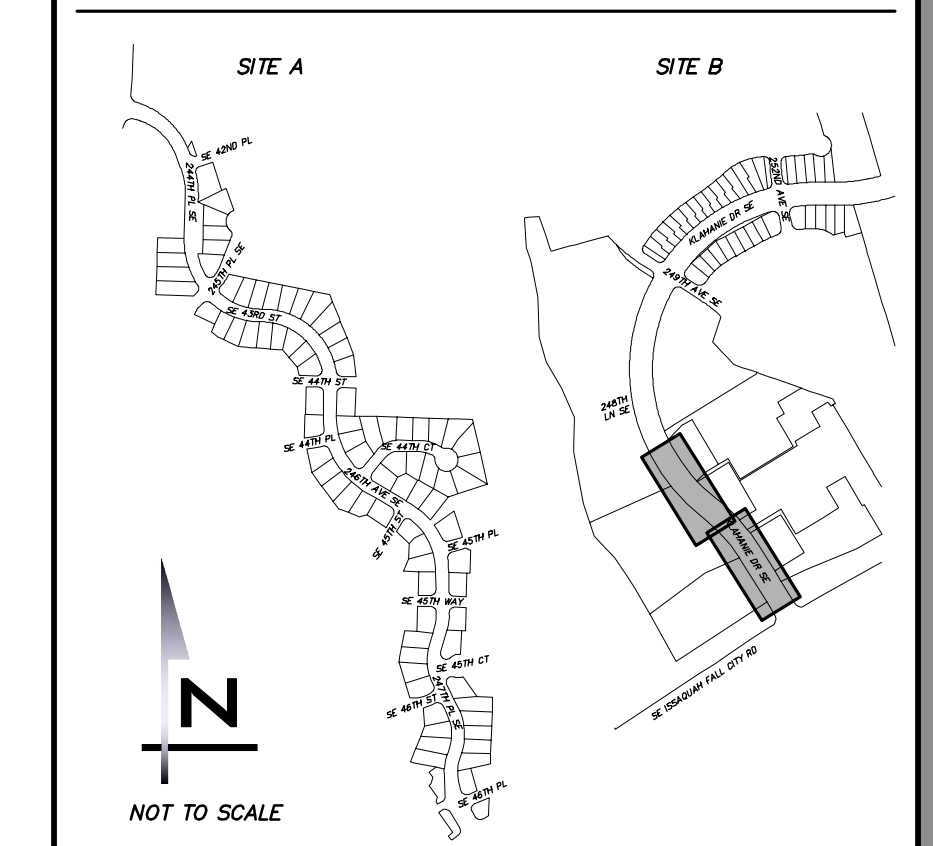 SITE A
SITE B
SE 42ND PL
244TH PL SE
245TH PL SE
SE 43RD ST
SE 44TH ST
SE 44TH PL
SE 44TH CT
246TH AVE SE
SE 45TH ST
SE 45TH PL
SE 45TH WAY
SE 45TH CT
SE 46TH ST
247TH PL SE
SE 46TH PL
252ND AVE SE
KLAHANIE DR SE
249TH AVE SE
248TH
LN SE
KLAHANIE DR SE
SE ISSAQUAH FALL CITY RD
N
NOT TO SCALE